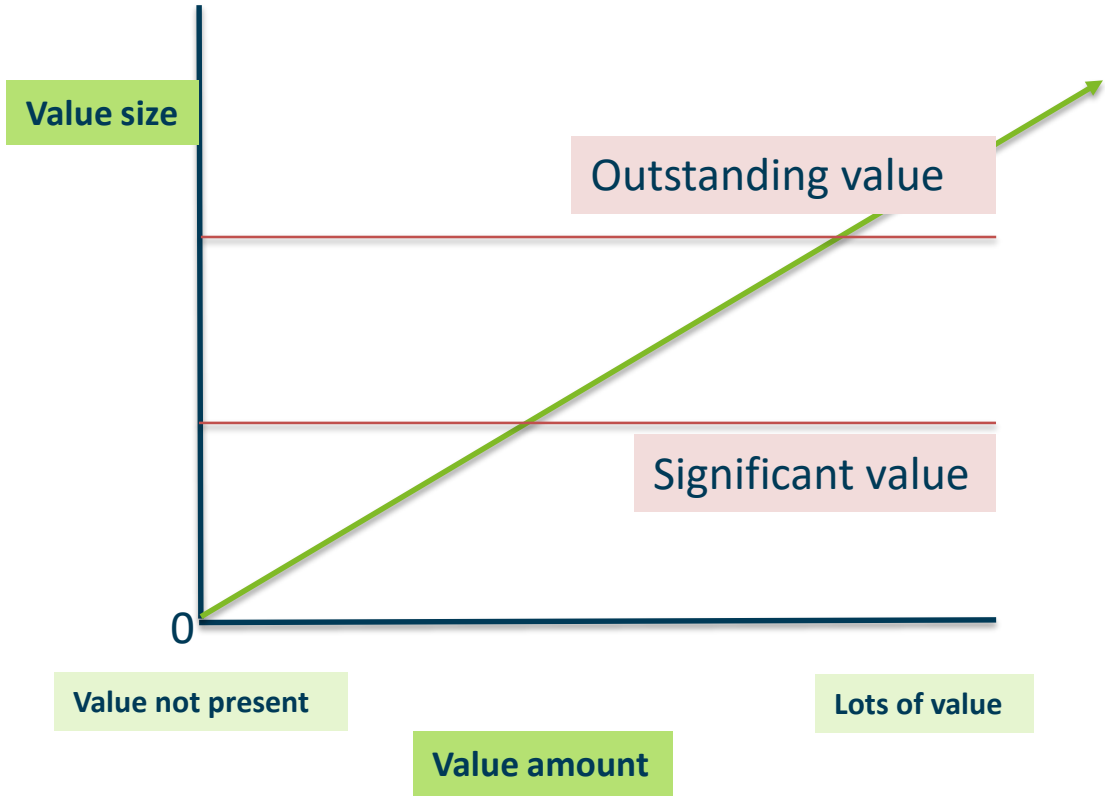 Value size
Outstanding value
Significant value
0
Value not present
Lots of value
Value amount